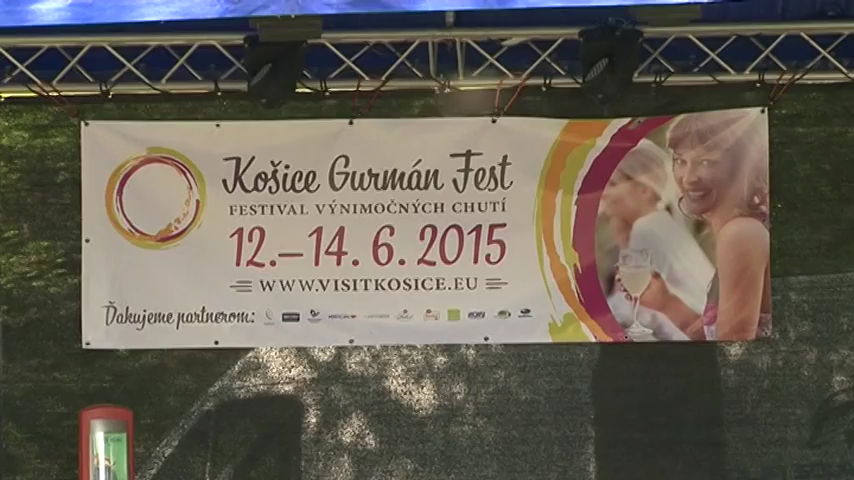 Košice Gurmán Fest
FESTIVAL VÝNIMOČNÝCH CHUTÍ
12.–14. 6. 2015
WWW.VISITKOSICE.EU
Ďakujeme partnerom: